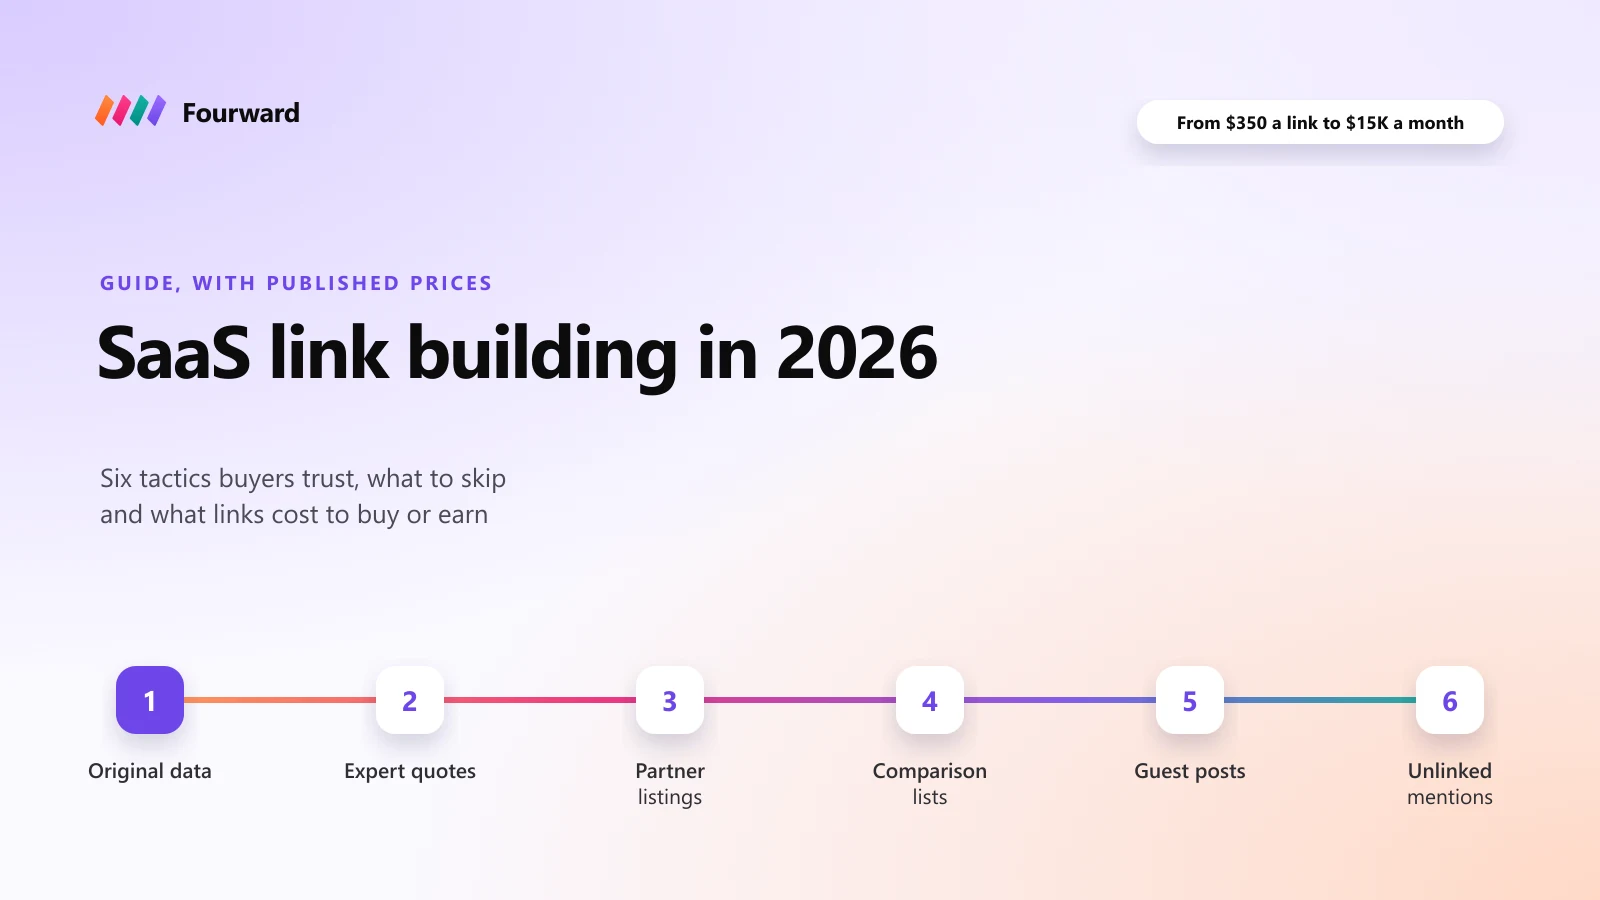 Fourward
From $350 a link to $15K a month
GUIDE, WITH PUBLISHED PRICES
SaaS link building in 2026
Six tactics buyers trust, what to skip
and what links cost to buy or earn
1
2
3
4
5
6
Original data
Expert quotes
Partner
listings
Comparison
lists
Guest posts
Unlinked
mentions